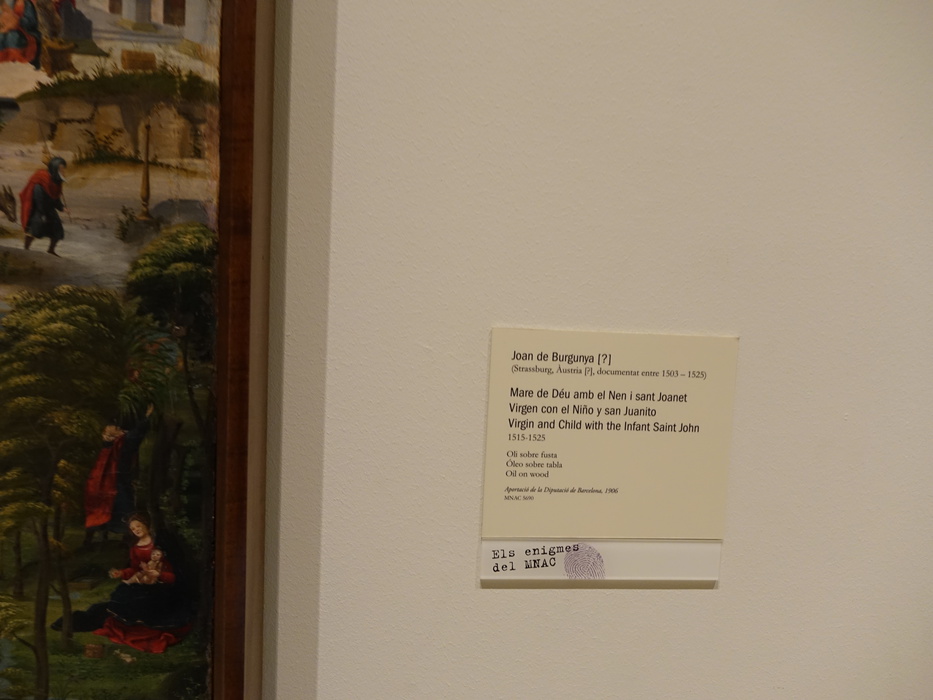 Joan de Burgunya [?]
(Strassburg, Àustria [?], documentat entre 1503 – 1525)
Mare de Déu amb el Nen i sant Joanet
Virgen con el Niño y san Juanito
Virgin and Child with the Infant Saint John
1515-1525
Oli sobre fusta
Óleo sobre tabla
Oil on wood
Aportació de la Diputació de Barcelona, 1906
MNAC
Els enigmes
del MNAC